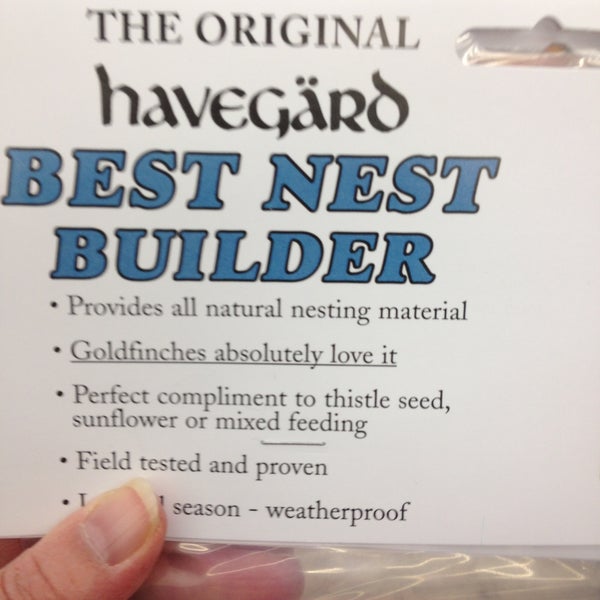 THE ORIGINAL
havegärd
BEST NEST
BUILDER
• Provides all natural nesting material
• Goldfinches absolutely love it
• Perfect compliment to thistle seed,
sunflower or mixed feeding
• Field tested and proven
• season - weatherproof